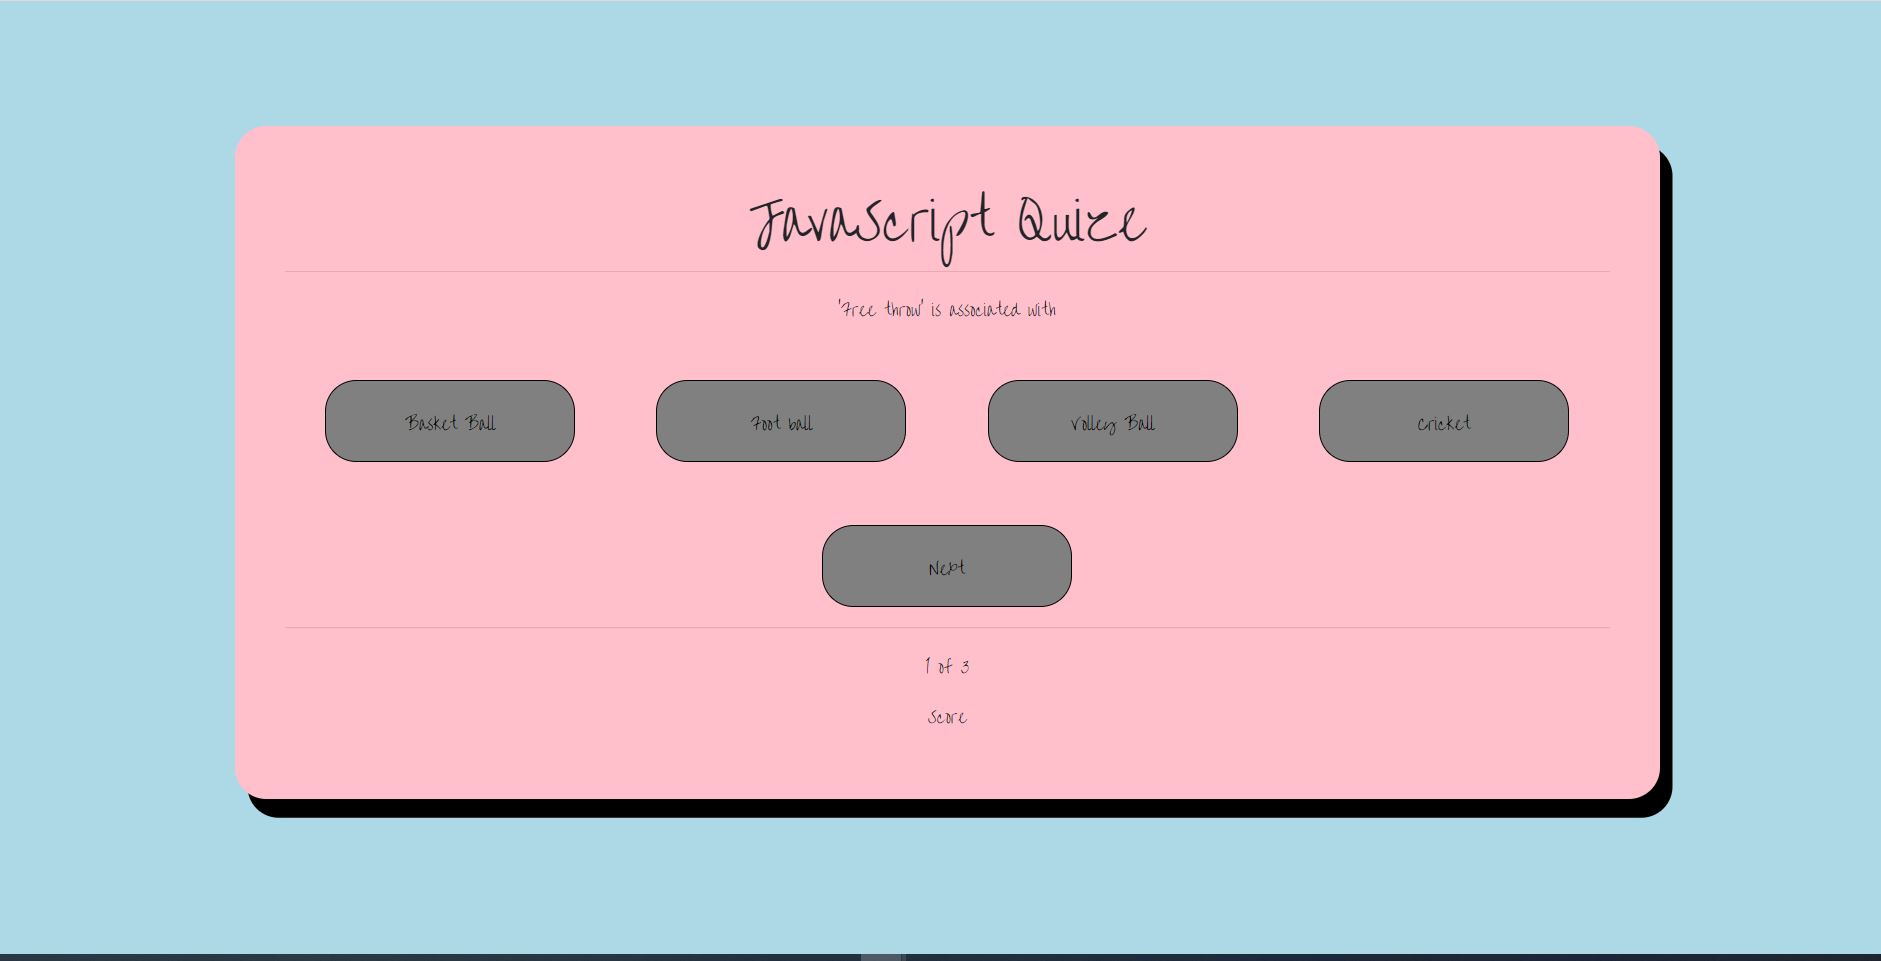 JavaScript Quize
'Free throw' is associated with
Basket Ball
Foot ball
Volley Ball
Cricket
Next
1 of 3
Score